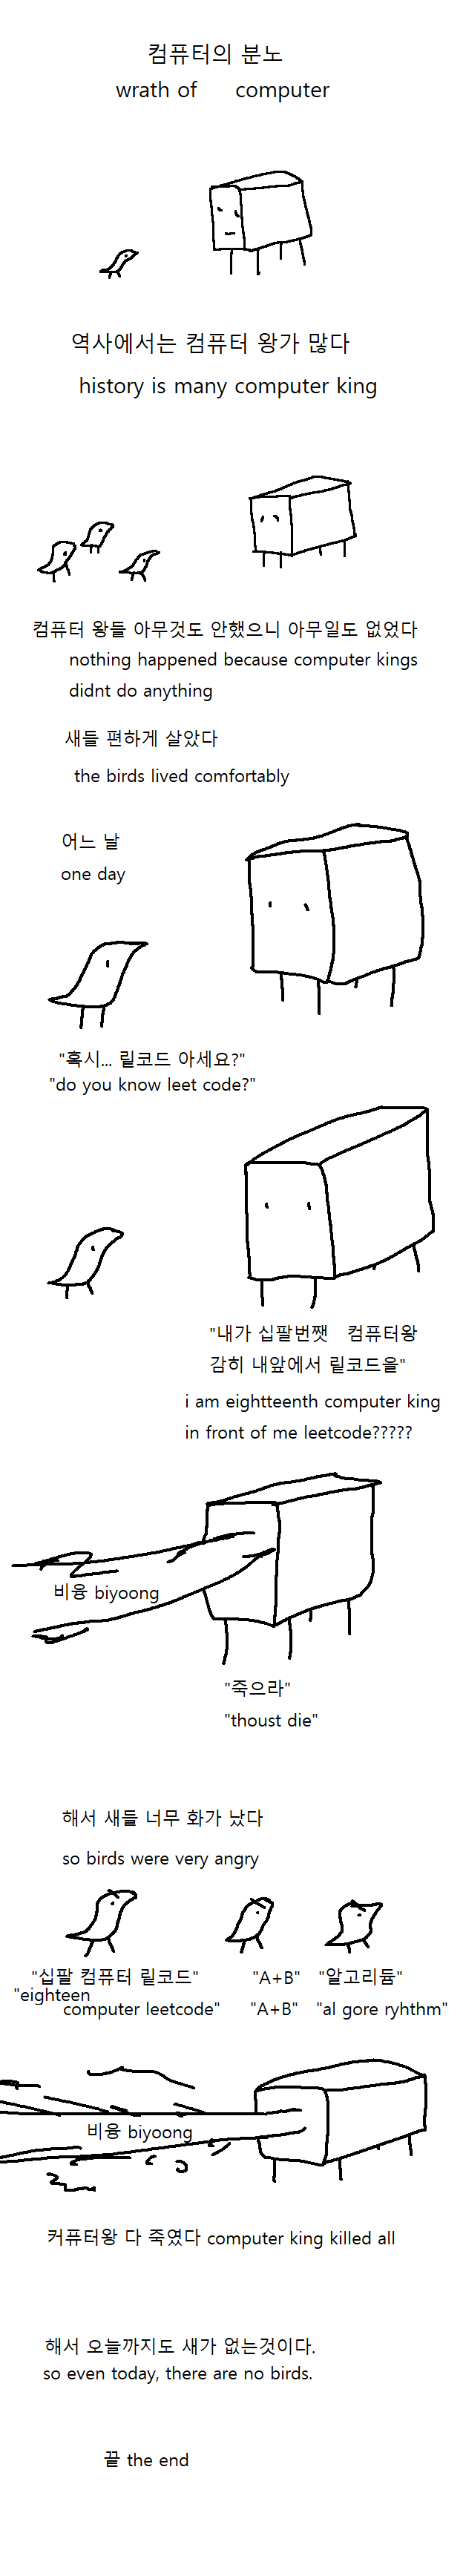 컴퓨터의 분노
wrath of computer
역사에서는 컴퓨터 왕가 많다
history is many computer king
컴퓨터 왕들 아무것도 안했으니 아무일도 없었다
nothing happened because computer kings
didnt do anything
새들 편하게 살았다
the birds lived comfortably
어느 날
one day
"혹시... 릴코드 아세요?"
"do you know leet code?"
"내가 십팔번쨋 컴퓨터왕
감히 내앞에서 릴코드을"
i am eightteenth computer king
in front of me leetcode?????
비융 biyoong
"죽으라"
"thoust die"
해서 새들 너무 화가 났다
so birds were very angry
"십팔 컴퓨터 릴코드" "A+B" "알고리듬"
"eighteen
computer leetcode" "A+B" "al gore ryhthm"
비융 biyoong
커퓨터왕 다 죽였다 computer king killed all
해서 오늘까지도 새가 없는것이다.
so even today, there are no birds.
끝 the end